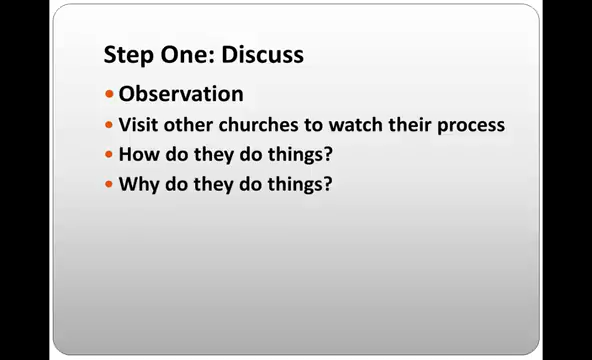 Step One: Discuss
• Observation
• Visit other churches to watch their process
• How do they do things?
• Why do they do things?